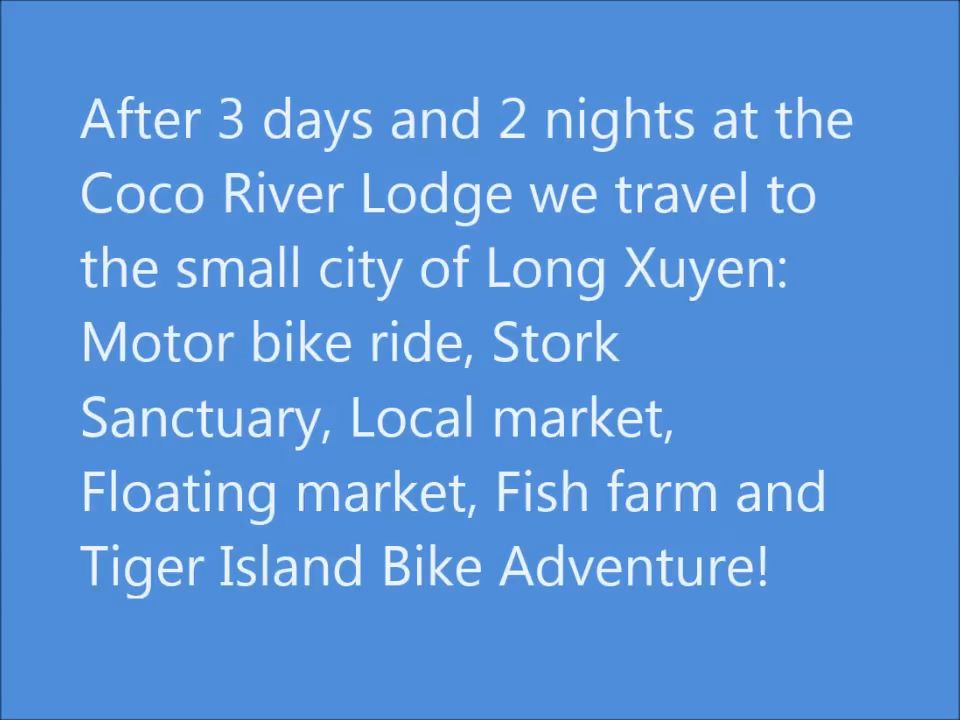 After 3 days and 2 nights at the
Coco River Lodge we travel to
the small city of Long Xuyen:
Motor bike ride, Stork
Sanctuary, Local market,
Floating market, Fish farm and
Tiger Island Bike Adventure!